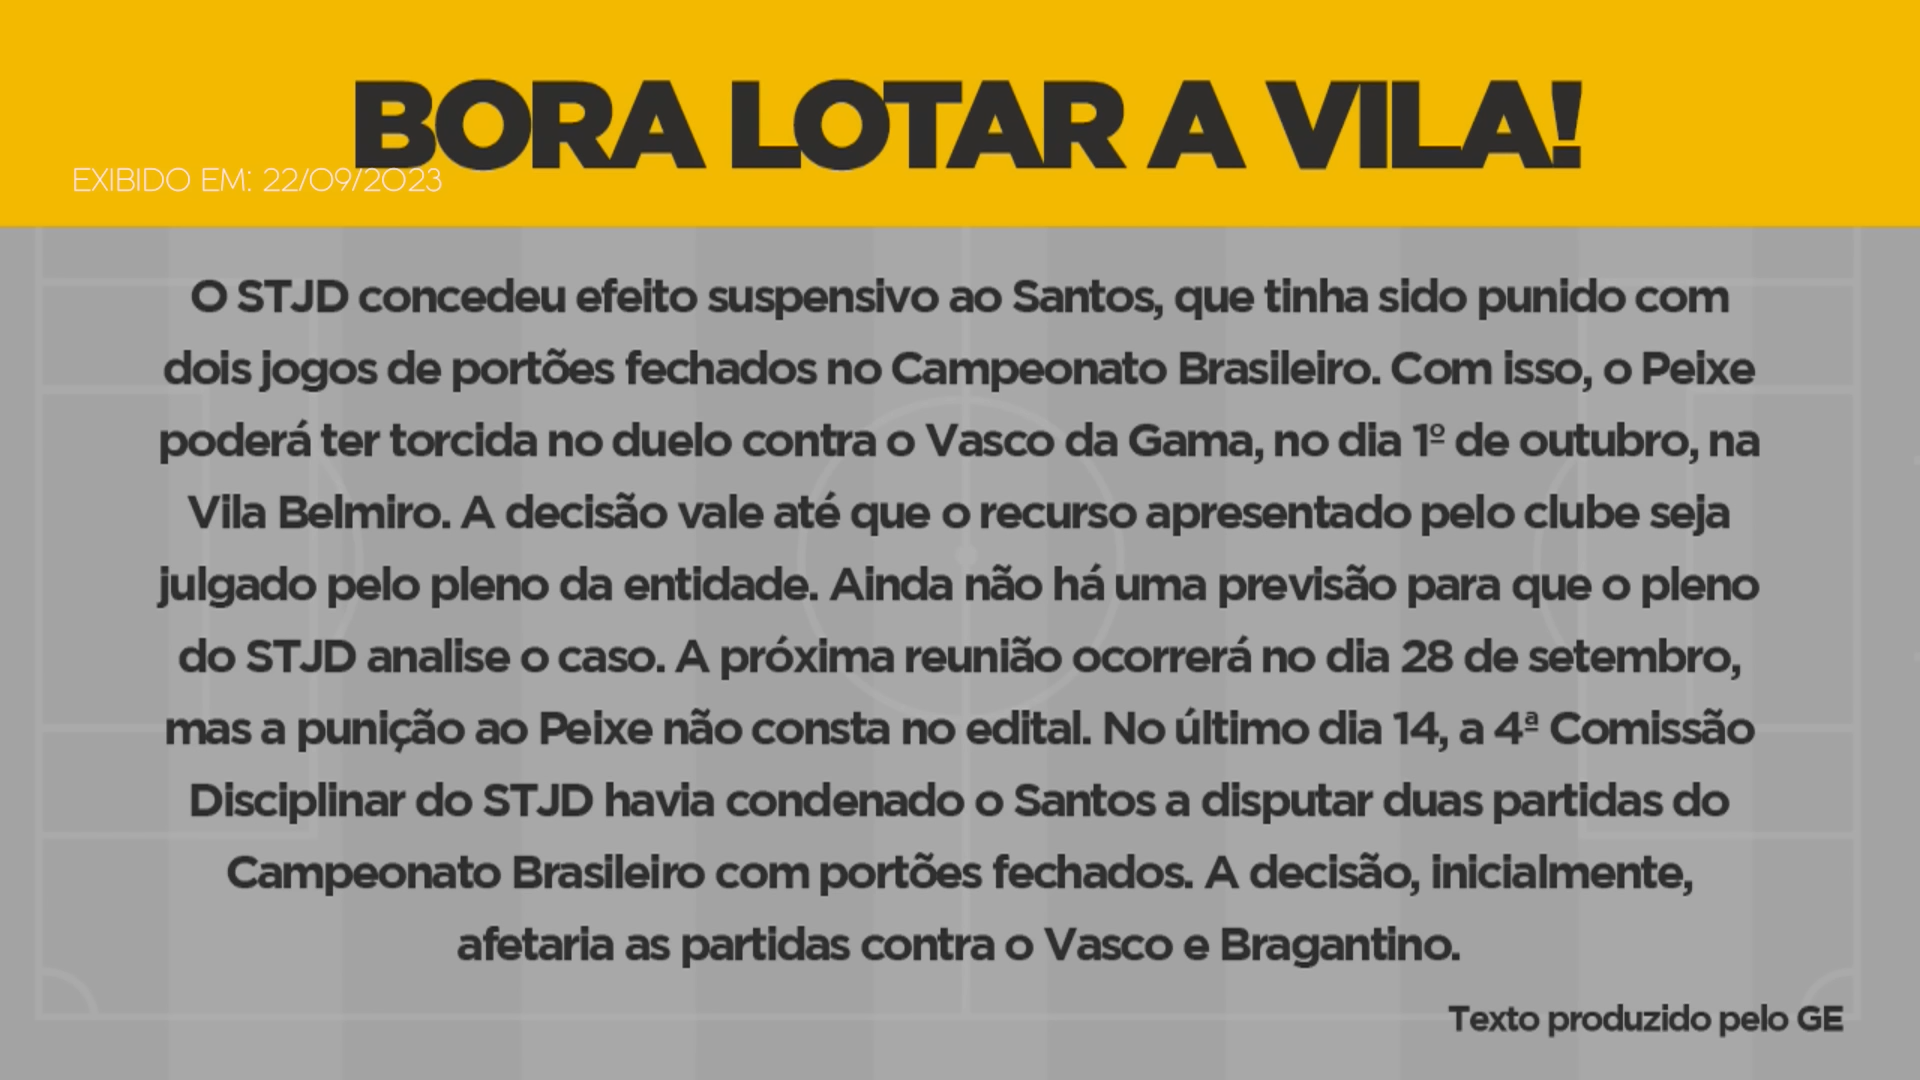 BORA LOTAR A VILA!
EXIBIDO EM: 22/09/2023
O STJD concedeu efeito suspensivo ao Santos, que tinha sido punido com
dois jogos de portões fechados no Campeonato Brasileiro. Com isso, o Peixe
poderá ter torcida no duelo contra o Vasco da Gama, no dia 1º de outubro, na
Vila Belmiro. A decisão vale até que o recurso apresentado pelo clube seja
julgado pelo pleno da entidade. Ainda não há uma previsão para que o pleno
do STJD analise o caso. A próxima reunião ocorrerá no dia 28 de setembro,
mas a punição ao Peixe não consta no edital. No último dia 14, a 4ª Comissão
Disciplinar do STJD havia condenado o Santos a disputar duas partidas do
Campeonato Brasileiro com portões fechados. A decisão, inicialmente,
afetaria as partidas contra o Vasco e Bragantino.
Texto produzido pelo GE